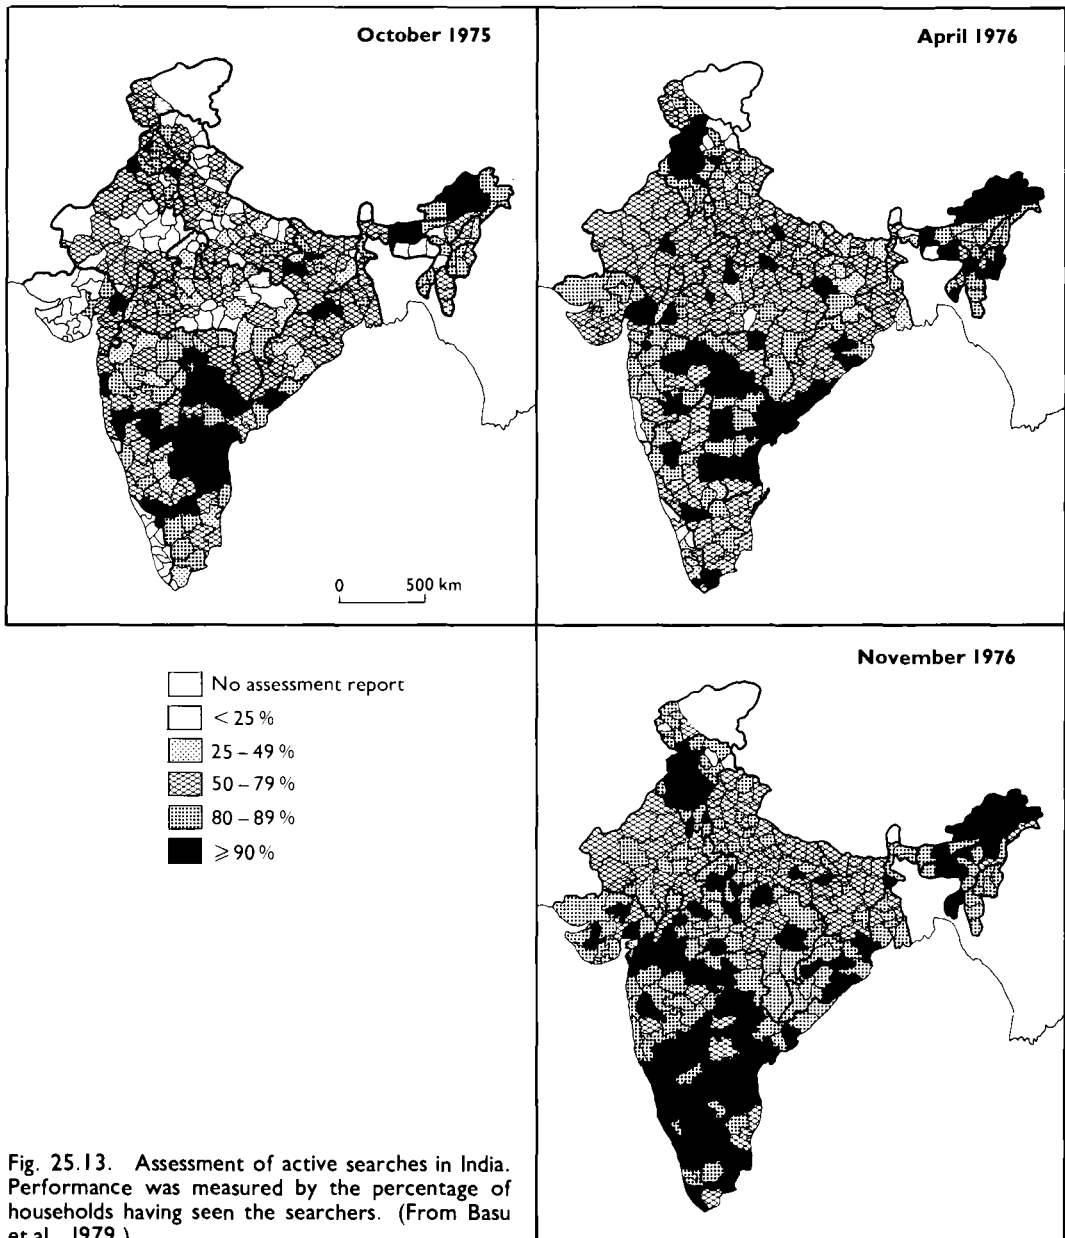 October 1975
April 1976
0 500 km
No assessment report
< 25 %
25 – 49 %
50 – 79 %
80 – 89 %
⩾ 90 %
November 1976
Fig. 25.13. Assessment of active searches in India.
Performance was measured by the percentage of
households having seen the searchers. (From Basu
et al., 1979.)